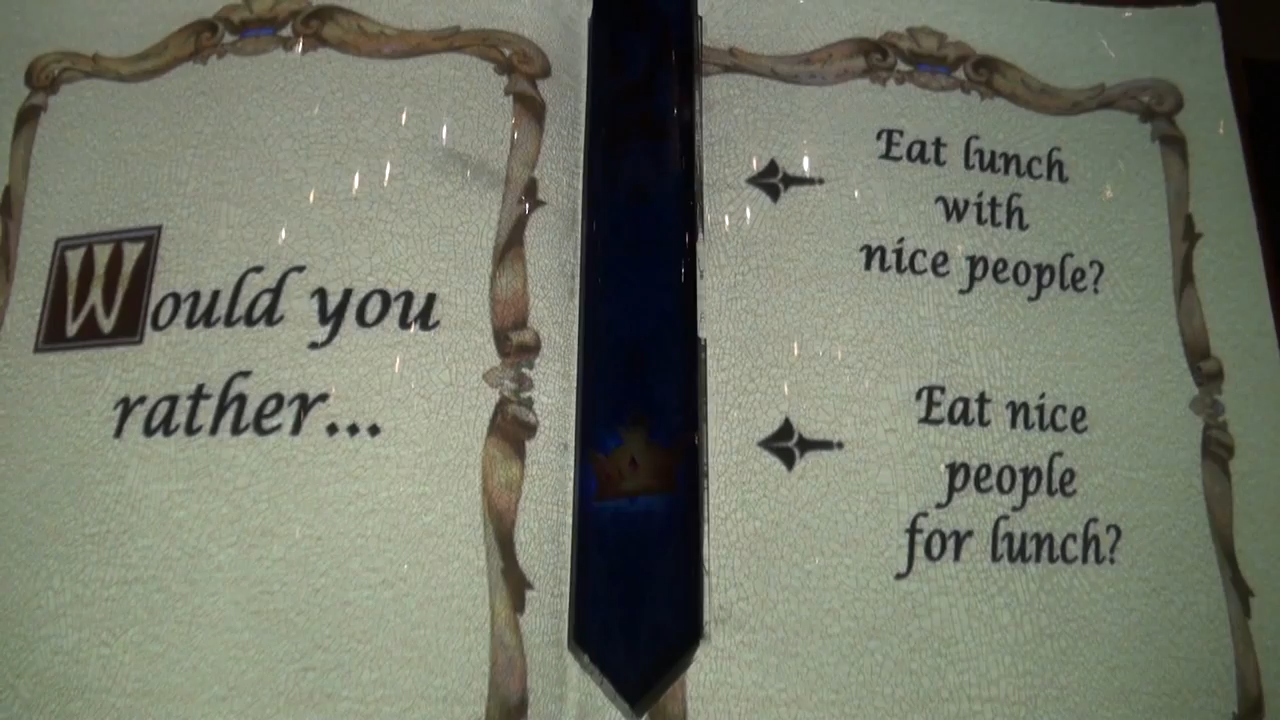 Would you
rather...
Eat lunch
with
nice people?
Eat nice
people
for lunch?